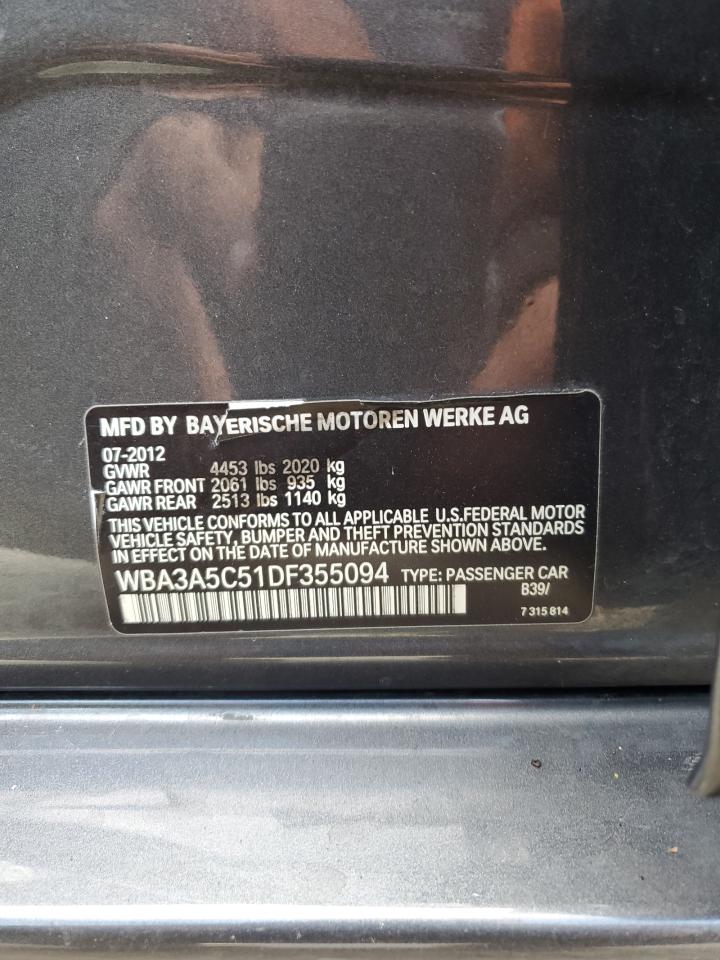 MFD BY BAYERISCHE MOTOREN WERKE AG
07-2012
GVWR 4453 lbs 2020 kg
GAWR FRONT 2061 lbs 935 kg
GAWR REAR 2513 lbs 1140 kg
THIS VEHICLE CONFORMS TO ALL APPLICABLE U.S.FEDERAL MOTOR
VEHICLE SAFETY, BUMPER AND THEFT PREVENTION STANDARDS
IN EFFECT ON THE DATE OF MANUFACTURE SHOWN ABOVE.
WBA3A5C51DF355094 TYPE: PASSENGER CAR
B39/
7 315 814